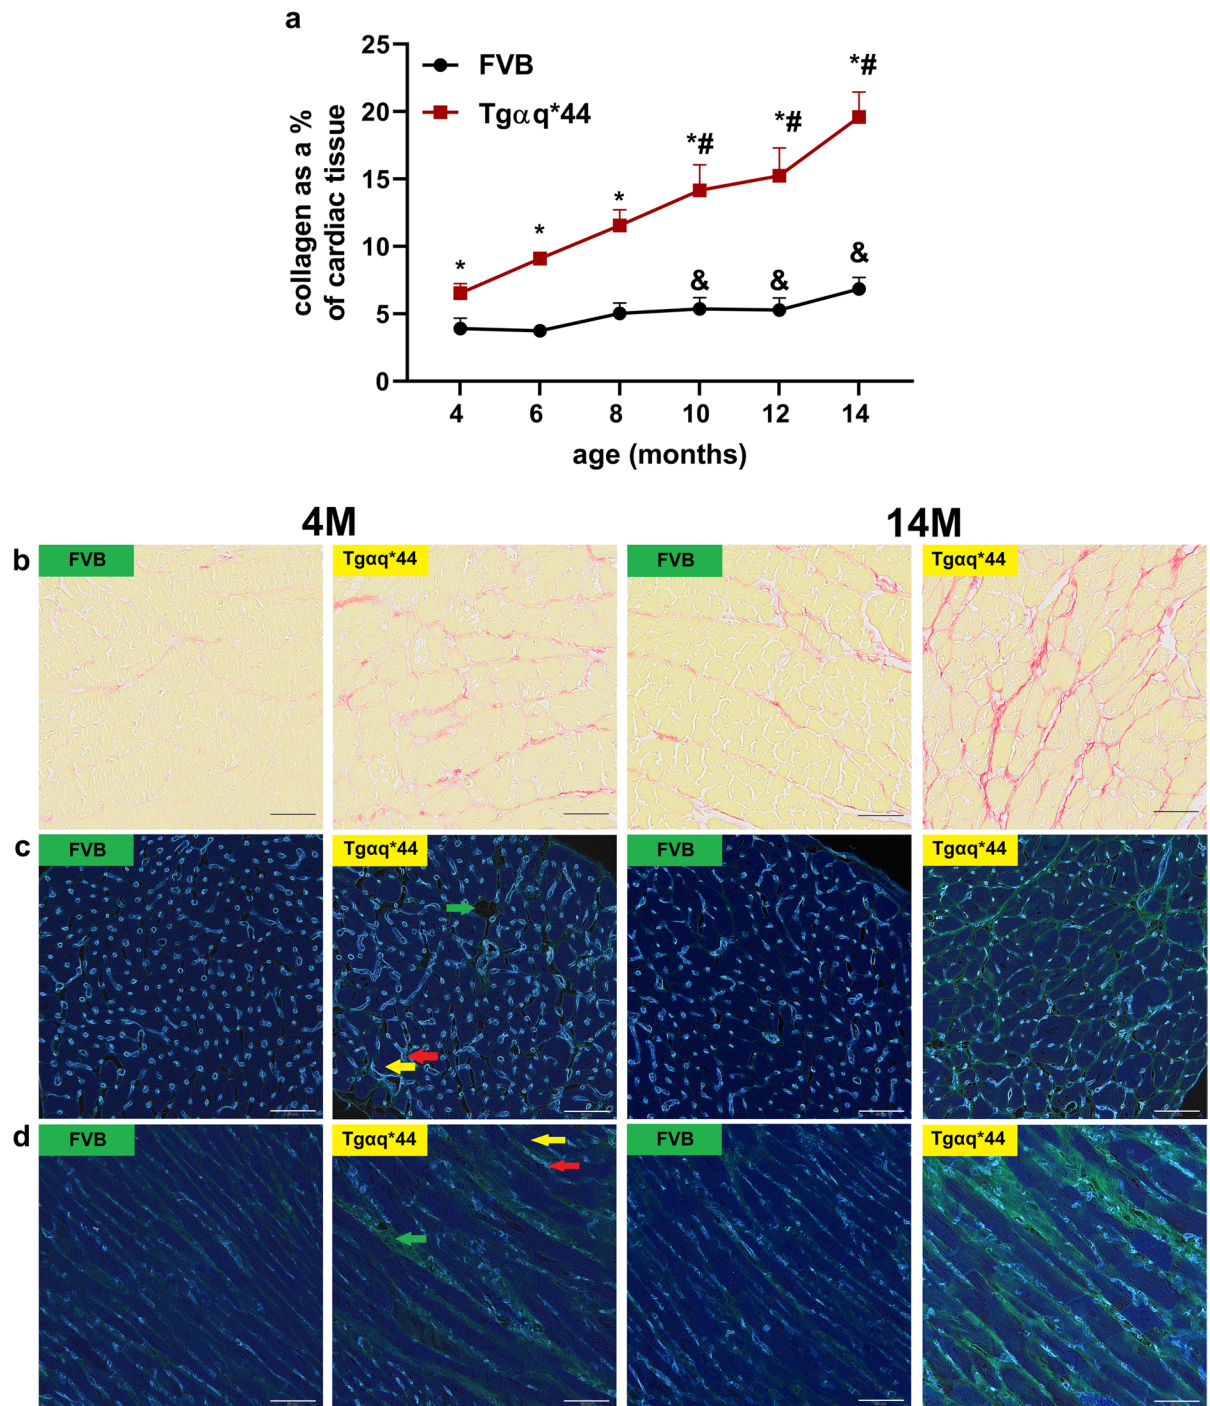 a
25
20
15
10
5
0
collagen as a %
of cardiac tissue
FVB
Tgαq*44
*
*
*
*#
*#
*#
&
&
&
4
6
8
10
12
14
age (months)
4M
14M
b
FVB
Tgαq*44
FVB
Tgαq*44
c
FVB
Tgαq*44
FVB
Tgαq*44
d
FVB
Tgαq*44
FVB
Tgαq*44